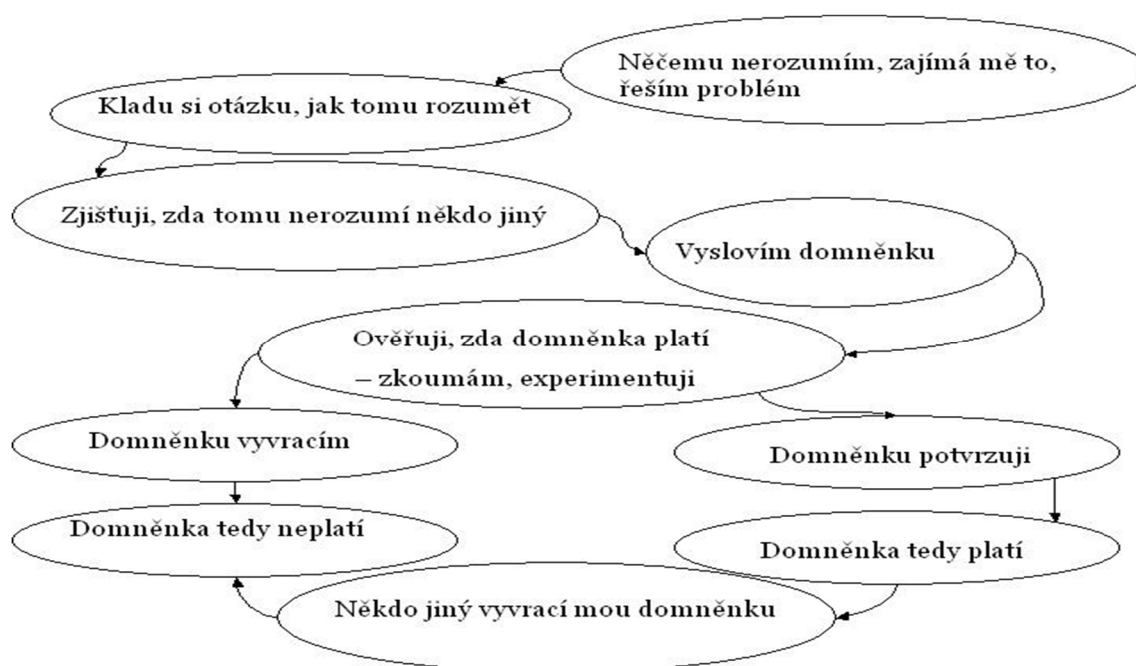 Něčemu nerozumím, zajímá mě to,
řeším problém
Kladu si otázku, jak tomu rozumět
Zjišťuji, zda tomu nerozumí někdo jiný
Vyslovím domněnku
Ověřuji, zda domněnka platí
– zkoumám, experimentuji
Domněnku vyvracím
Domněnku potvrzuji
Domněnka tedy neplatí
Domněnka tedy platí
Někdo jiný vyvrací mou domněnku